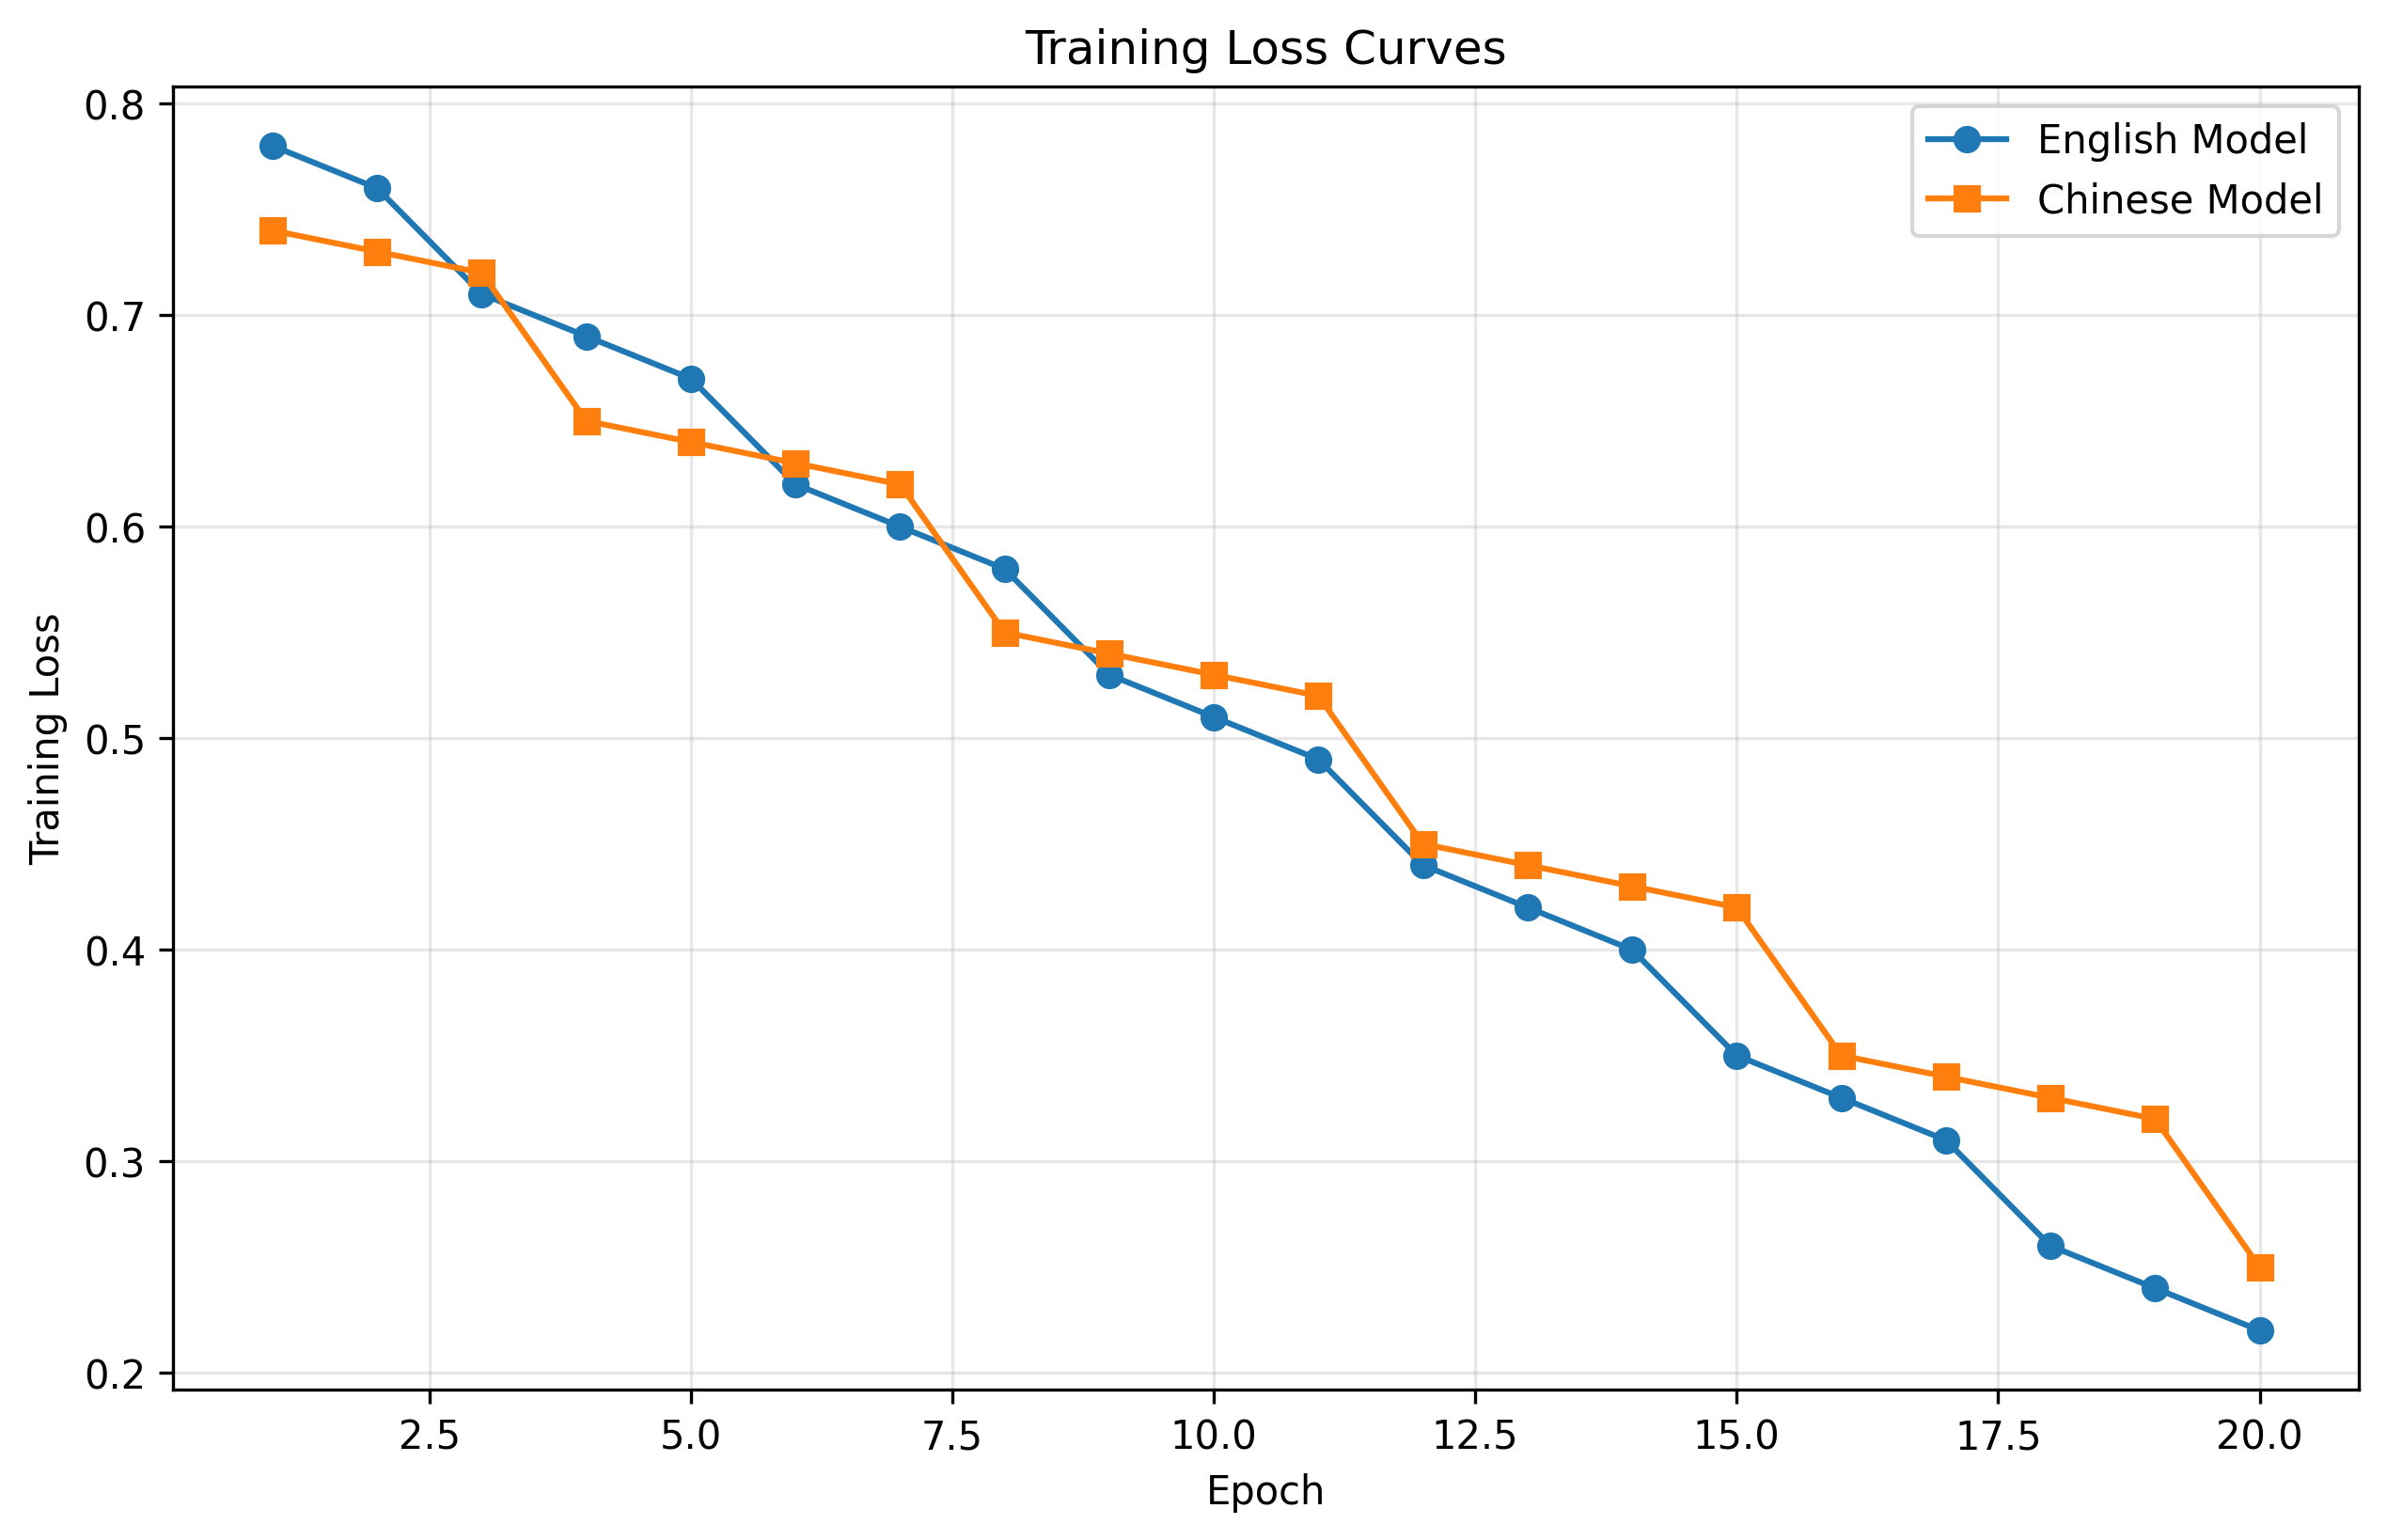 Training Loss Curves
English Model
Chinese Model
0.8
0.7
0.6
0.5
0.4
0.3
0.2
Training Loss
2.5 5.0 7.5 10.0 12.5 15.0 17.5 20.0
Epoch